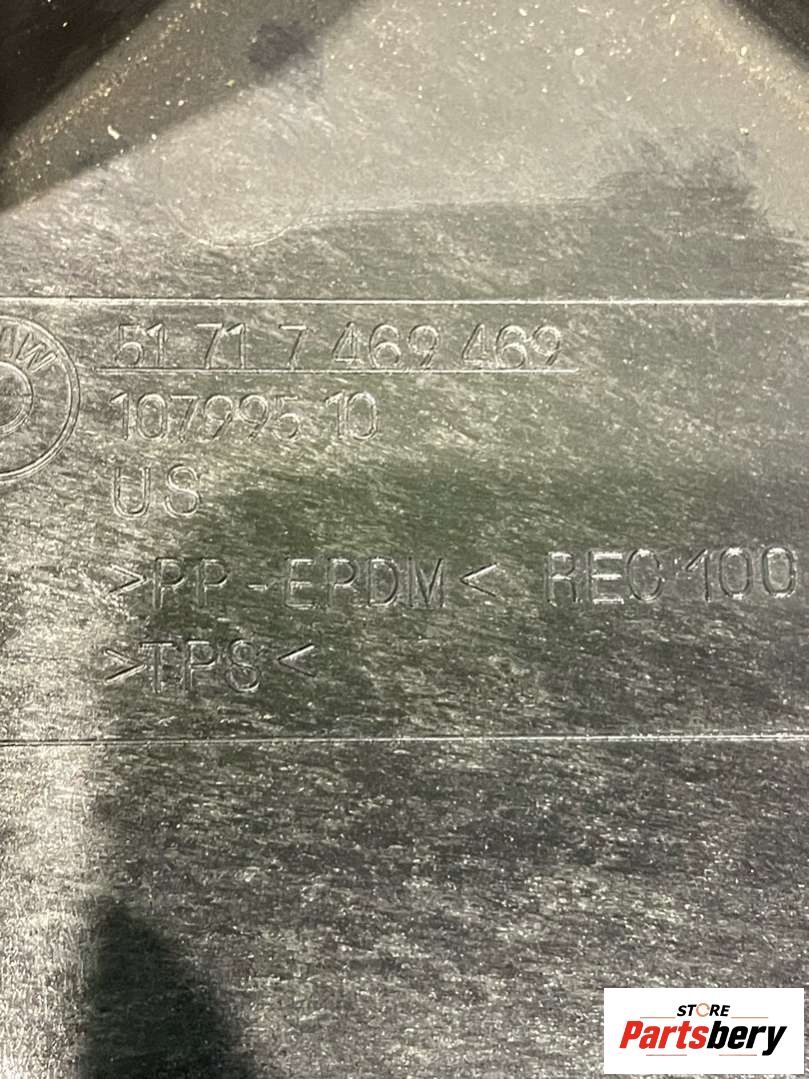 51 71 7 469 469
107995 10
US
>PP-EPDM< REC 100
>TPS<
STORE
Partsbery